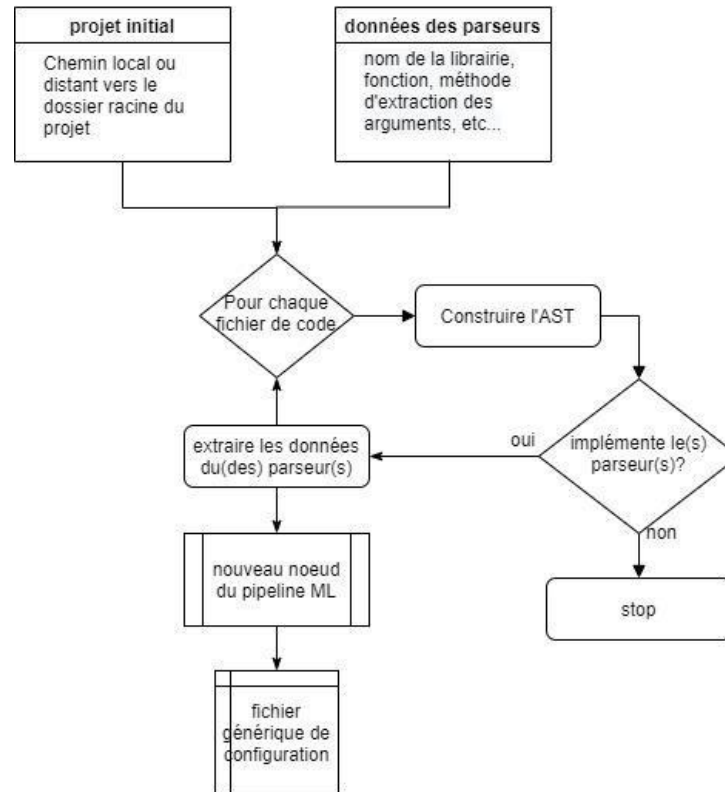 projet initial
Chemin local ou
distant vers le
dossier racine du
projet
données des parseurs
nom de la librairie,
fonction, méthode
d'extraction des
arguments, etc...
Pour chaque
fichier de code
Construire l'AST
extraire les données
du(des) parseur(s)
oui
implémente le(s)
parseur(s)?
non
nouveau noeud
du pipeline ML
stop
fichier
générique de
configuration